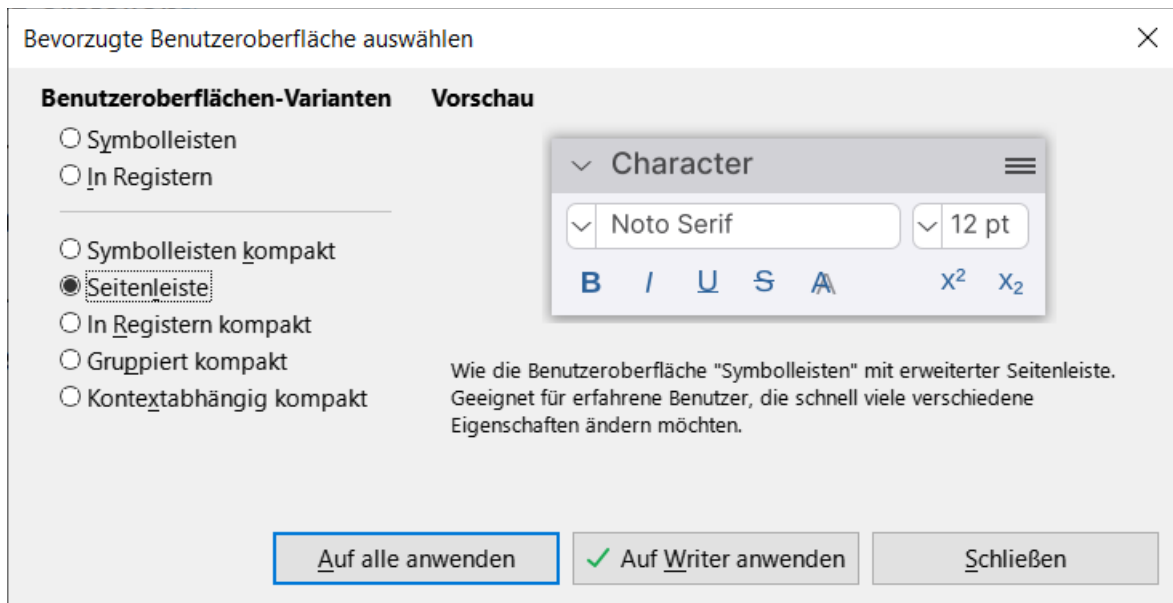 Bevorzugte Benutzeroberfläche auswählen
Benutzeroberflächen-Varianten
Symbolleisten
In Registern
Symbolleisten kompakt
Seitenleiste
In Registern kompakt
Gruppiert kompakt
Kontextabhängig kompakt
Vorschau
Character
Noto Serif
12 pt
B I U S A x² x₂
Wie die Benutzeroberfläche "Symbolleisten" mit erweiterter Seitenleiste.
Geeignet für erfahrene Benutzer, die schnell viele verschiedene
Eigenschaften ändern möchten.
Auf alle anwenden
Auf Writer anwenden
Schließen